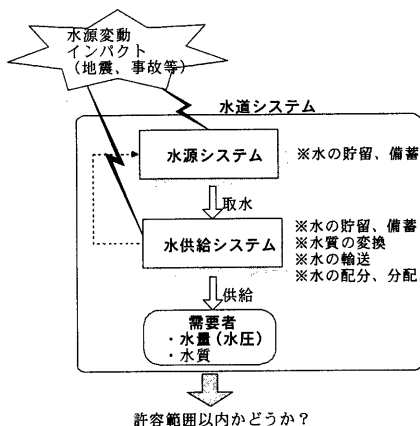 水源変動
インパクト
(地震、事故等)
水道システム
水源システム
※水の貯留、備蓄
取水
水供給システム
※水の貯留、備蓄
※水質の変換
※水の輸送
※水の配分、分配
供給
需要者
・水量(水圧)
・水質
許容範囲以内かどうか?